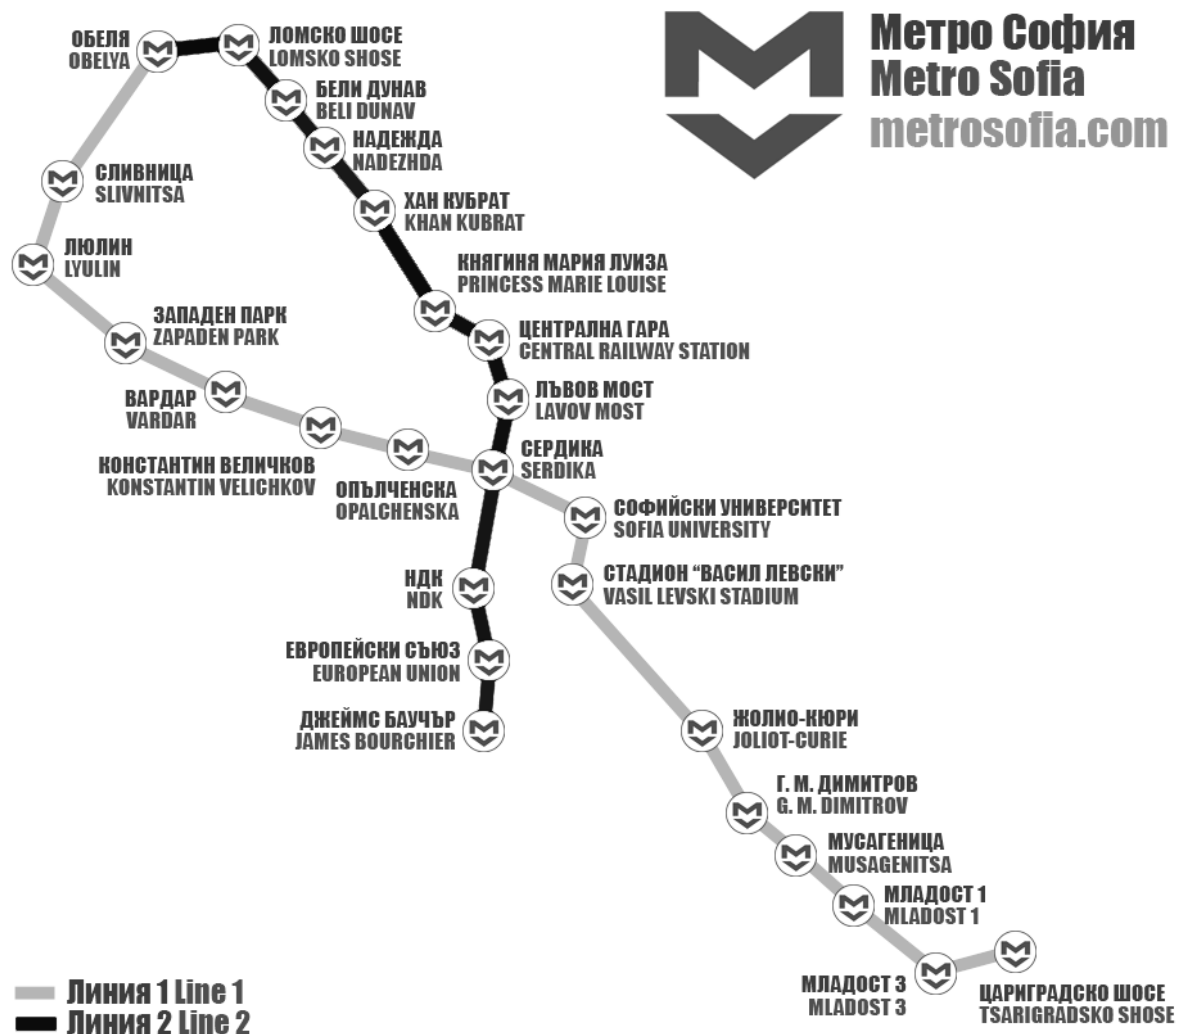 Метро София
Metro Sofia
metrosofia.com
ОБЕЛЯ
OBELYA
ЛОМСКО ШОСЕ
LOMSKO SHOSE
БЕЛИ ДУНАВ
BELI DUNAV
НАДЕЖДА
NADEZHDA
СЛИВНИЦА
SLIVNITSA
ХАН КУБРАТ
KHAN KUBRAT
ЛЮЛИН
LYULIN
КНЯГИНЯ МАРИЯ ЛУИЗА
PRINCESS MARIE LOUISE
ЗАПАДЕН ПАРК
ZAPADEN PARK
ЦЕНТРАЛНА ГАРА
CENTRAL RAILWAY STATION
ВАРДАР
VARDAR
ЛЪВОВ МОСТ
LAVOV MOST
КОНСТАНТИН ВЕЛИЧКОВ
KONSTANTIN VELICHKOV
СЕРДИКА
SERDIKA
ОПЪЛЧЕНСКА
OPALCHENSKA
СОФИЙСКИ УНИВЕРСИТЕТ
SOFIA UNIVERSITY
НДК
NDK
СТАДИОН “ВАСИЛ ЛЕВСКИ”
VASIL LEVSKI STADIUM
ЕВРОПЕЙСКИ СЪЮЗ
EUROPEAN UNION
ДЖЕЙМС БАУЧЪР
JAMES BOURCHIER
ЖОЛИО-КЮРИ
JOLIOT-CURIE
Г. М. ДИМИТРОВ
G. M. DIMITROV
МУСАГЕНИЦА
MUSAGENITSA
МЛАДОСТ 1
MLADOST 1
МЛАДОСТ 3
MLADOST 3
ЦАРИГРАДСКО ШОСЕ
TSARIGRADSKO SHOSE
Линия 1 Line 1
Линия 2 Line 2